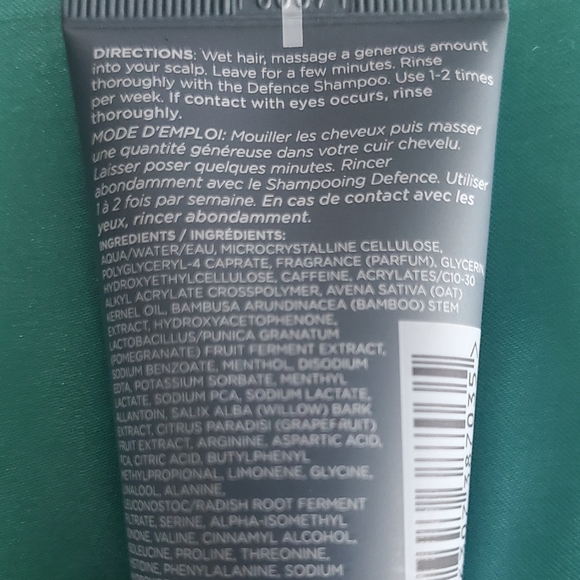 DIRECTIONS: Wet hair, massage a generous amount
into your scalp. Leave for a few minutes. Rinse
thoroughly with the Defence Shampoo. Use 1-2 times
per week. If contact with eyes occurs, rinse
thoroughly.
MODE D'EMPLOI: Mouiller les cheveux puis masser
une quantité généreuse dans votre cuir chevelu.
Laisser poser quelques minutes. Rincer
abondamment avec le Shampooing Defence. Utiliser
1 à 2 fois par semaine. En cas de contact avec les
yeux, rincer abondamment.
INGREDIENTS / INGRÉDIENTS:
AQUA/WATER/EAU, MICROCRYSTALLINE CELLULOSE,
POLYGLYCERYL-4 CAPRATE, FRAGRANCE (PARFUM), GLYCERIN,
HYDROXYETHYLCELLULOSE, CAFFEINE, ACRYLATES/C10-30
ALKYL ACRYLATE CROSSPOLYMER, AVENA SATIVA (OAT)
KERNEL OIL, BAMBUSA ARUNDINACEA (BAMBOO) STEM
EXTRACT, HYDROXYACETOPHENONE,
LACTOBACILLUS/PUNICA GRANATUM
(POMEGRANATE) FRUIT FERMENT EXTRACT,
SODIUM BENZOATE, MENTHOL, DISODIUM
EDTA, POTASSIUM SORBATE, MENTHYL
LACTATE, SODIUM PCA, SODIUM LACTATE,
ALLANTOIN, SALIX ALBA (WILLOW) BARK
EXTRACT, CITRUS PARADISI (GRAPEFRUIT)
FRUIT EXTRACT, ARGININE, ASPARTIC ACID,
PCA, CITRIC ACID, BUTYLPHENYL
METHYLPROPIONAL, LIMONENE, GLYCINE,
LINALOOL, ALANINE,
LEUCONOSTOC/RADISH ROOT FERMENT
FILTRATE, SERINE, ALPHA-ISOMETHYL
IONONE, VALINE, CINNAMYL ALCOHOL,
ISOLEUCINE, PROLINE, THREONINE,
HISTIDINE, PHENYLALANINE, SODIUM